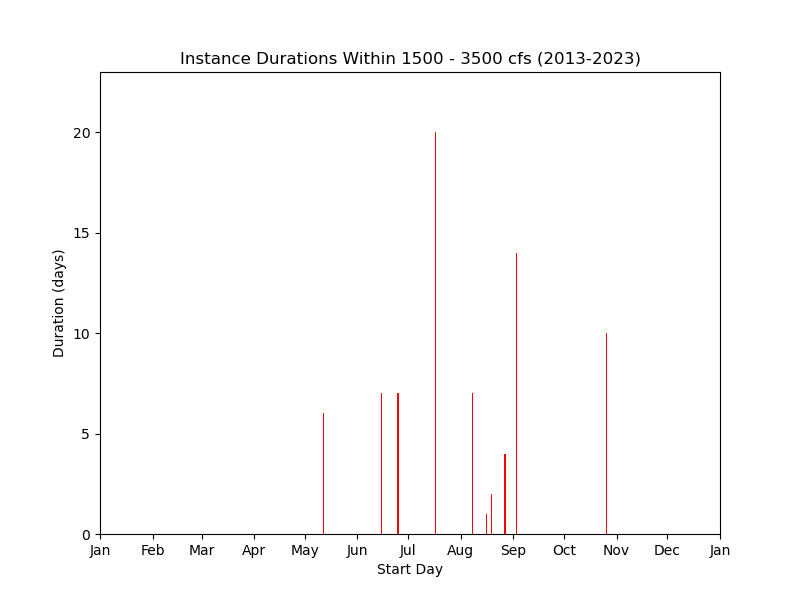 Instance Durations Within 1500 - 3500 cfs (2013-2023)
Duration (days)
20
15
10
5
0
Jan Feb Mar Apr May Jun Jul Aug Sep Oct Nov Dec Jan
Start Day